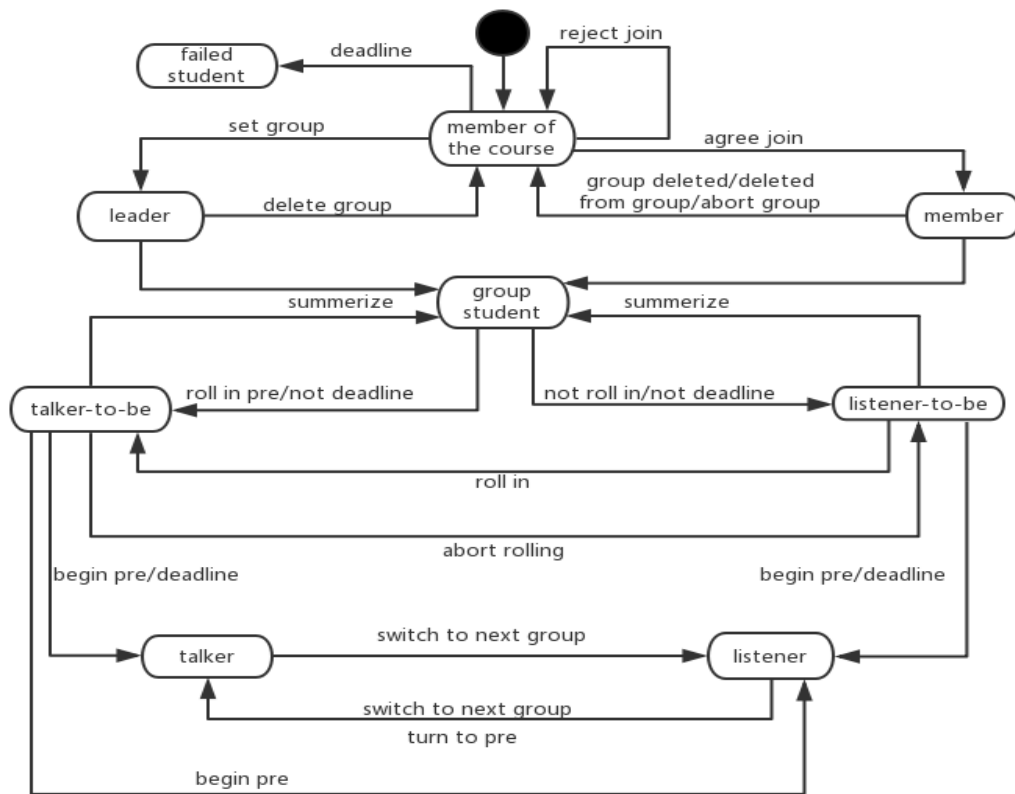 reject join
deadline
failed
student
set group
member of
the course
agree join
group deleted/deleted
from group/abort group
leader
delete group
member
group
student
summerize
summerize
roll in pre/not deadline
not roll in/not deadline
talker-to-be
listener-to-be
roll in
abort rolling
begin pre/deadline
begin pre/deadline
switch to next group
talker
listener
switch to next group
turn to pre
begin pre